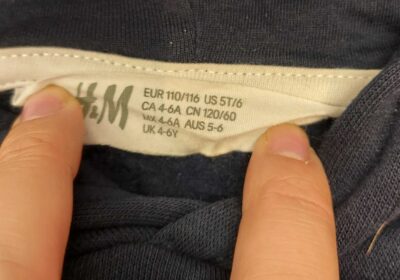 H&M
EUR 110/116 US 5T/6
CA 4-6A CN 120/60
MX 4-6A AUS 5-6
UK 4-6Y